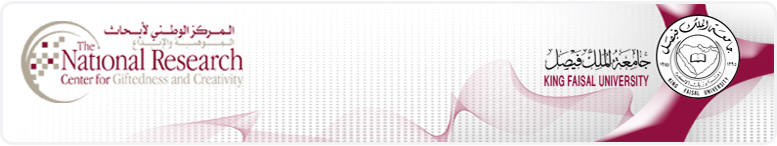 المركز الوطني لأبحاث
الموهبة والإبداع
The
National Research
Center for Giftedness and Creativity
جامعة الملك فيصل
KING FAISAL UNIVERSITY
جامعة الملك فيصل
١٣٩٥
KING FAISAL UNIVERSITY